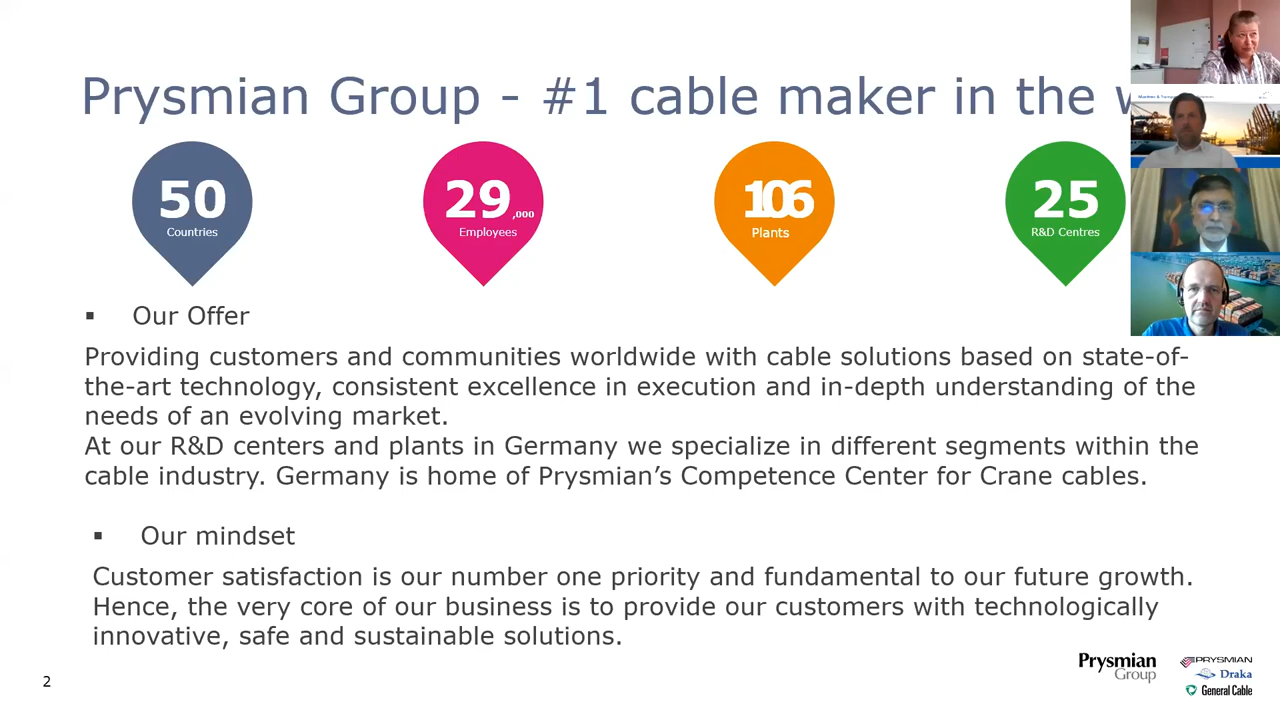 Prysmian Group - #1 cable maker in the
50
Countries
29,000
Employees
106
Plants
25
R&D Centres
▪ Our Offer
Providing customers and communities worldwide with cable solutions based on state-of-
the-art technology, consistent excellence in execution and in-depth understanding of the
needs of an evolving market.
At our R&D centers and plants in Germany we specialize in different segments within the
cable industry. Germany is home of Prysmian’s Competence Center for Crane cables.
▪ Our mindset
Customer satisfaction is our number one priority and fundamental to our future growth.
Hence, the very core of our business is to provide our customers with technologically
innovative, safe and sustainable solutions.
2
Prysmian
Group
PRYSMIAN
Draka
General Cable